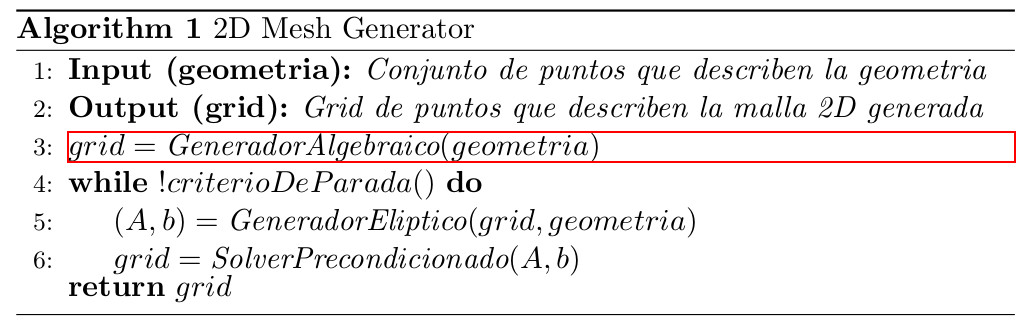 Algorithm 1 2D Mesh Generator
1: Input (geometria): Conjunto de puntos que describen la geometria
2: Output (grid): Grid de puntos que describen la malla 2D generada
3: grid = GeneradorAlgebraico(geometria)
4: while !criterioDeParada() do
5: (A, b) = GeneradorEliptico(grid, geometria)
6: grid = SolverPrecondicionado(A, b)
return grid